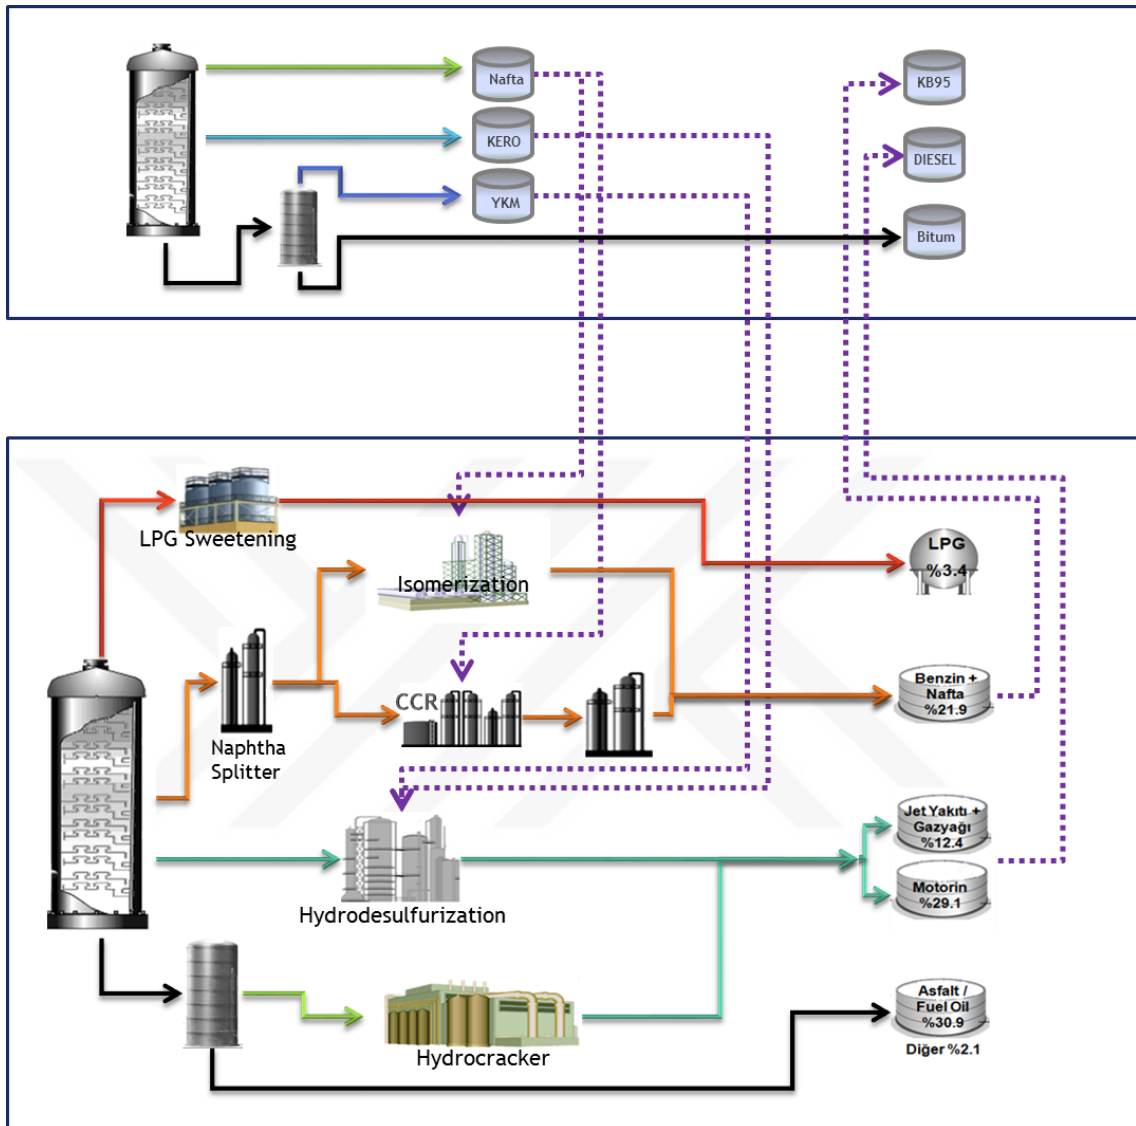 Nafta
KB95
KERO
DIESEL
YKM
Bitum
LPG Sweetening
LPG
%3.4
Isomerization
Benzin +
Nafta
%21.9
CCR
Naphtha
Splitter
Jet Yakıtı +
Gazyağı
%12.4
Motorin
%29.1
Hydrodesulfurization
Asfalt /
Fuel Oil
%30.9
Diğer %2.1
Hydrocracker